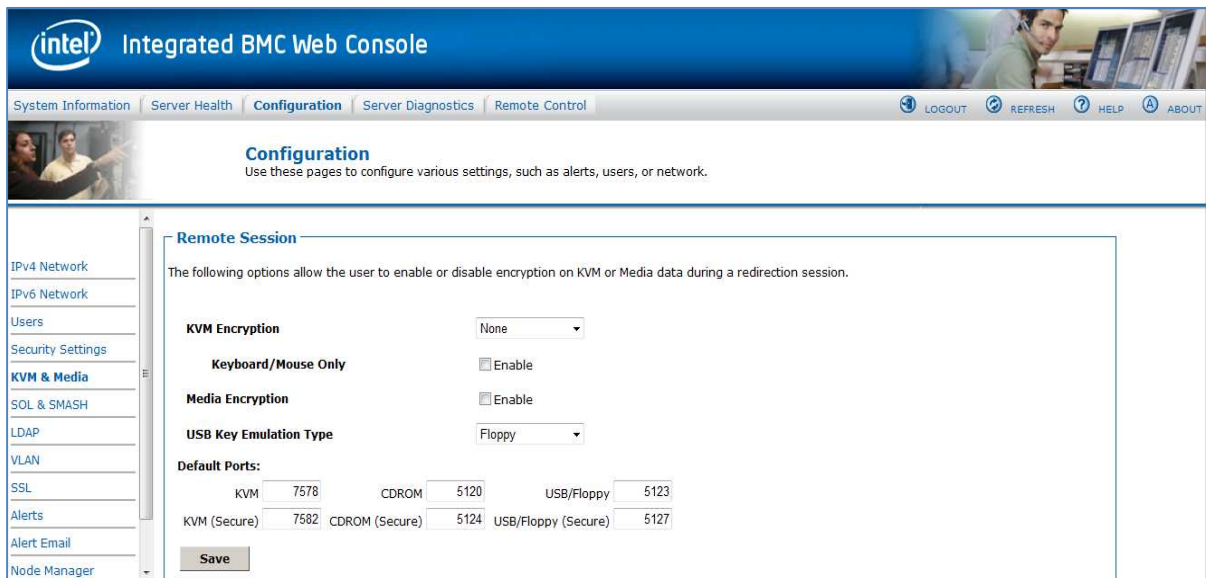 intel Integrated BMC Web Console
System Information Server Health Configuration Server Diagnostics Remote Control LOGOUT REFRESH ? HELP A ABOUT
Configuration
Use these pages to configure various settings, such as alerts, users, or network.
IPv4 Network
IPv6 Network
Users
Security Settings
KVM & Media
SOL & SMASH
LDAP
VLAN
SSL
Alerts
Alert Email
Node Manager
Remote Session
The following options allow the user to enable or disable encryption on KVM or Media data during a redirection session.
KVM Encryption None
Keyboard/Mouse Only Enable
Media Encryption Enable
USB Key Emulation Type Floppy
Default Ports:
KVM 7578 CDROM 5120 USB/Floppy 5123
KVM (Secure) 7582 CDROM (Secure) 5124 USB/Floppy (Secure) 5127
Save